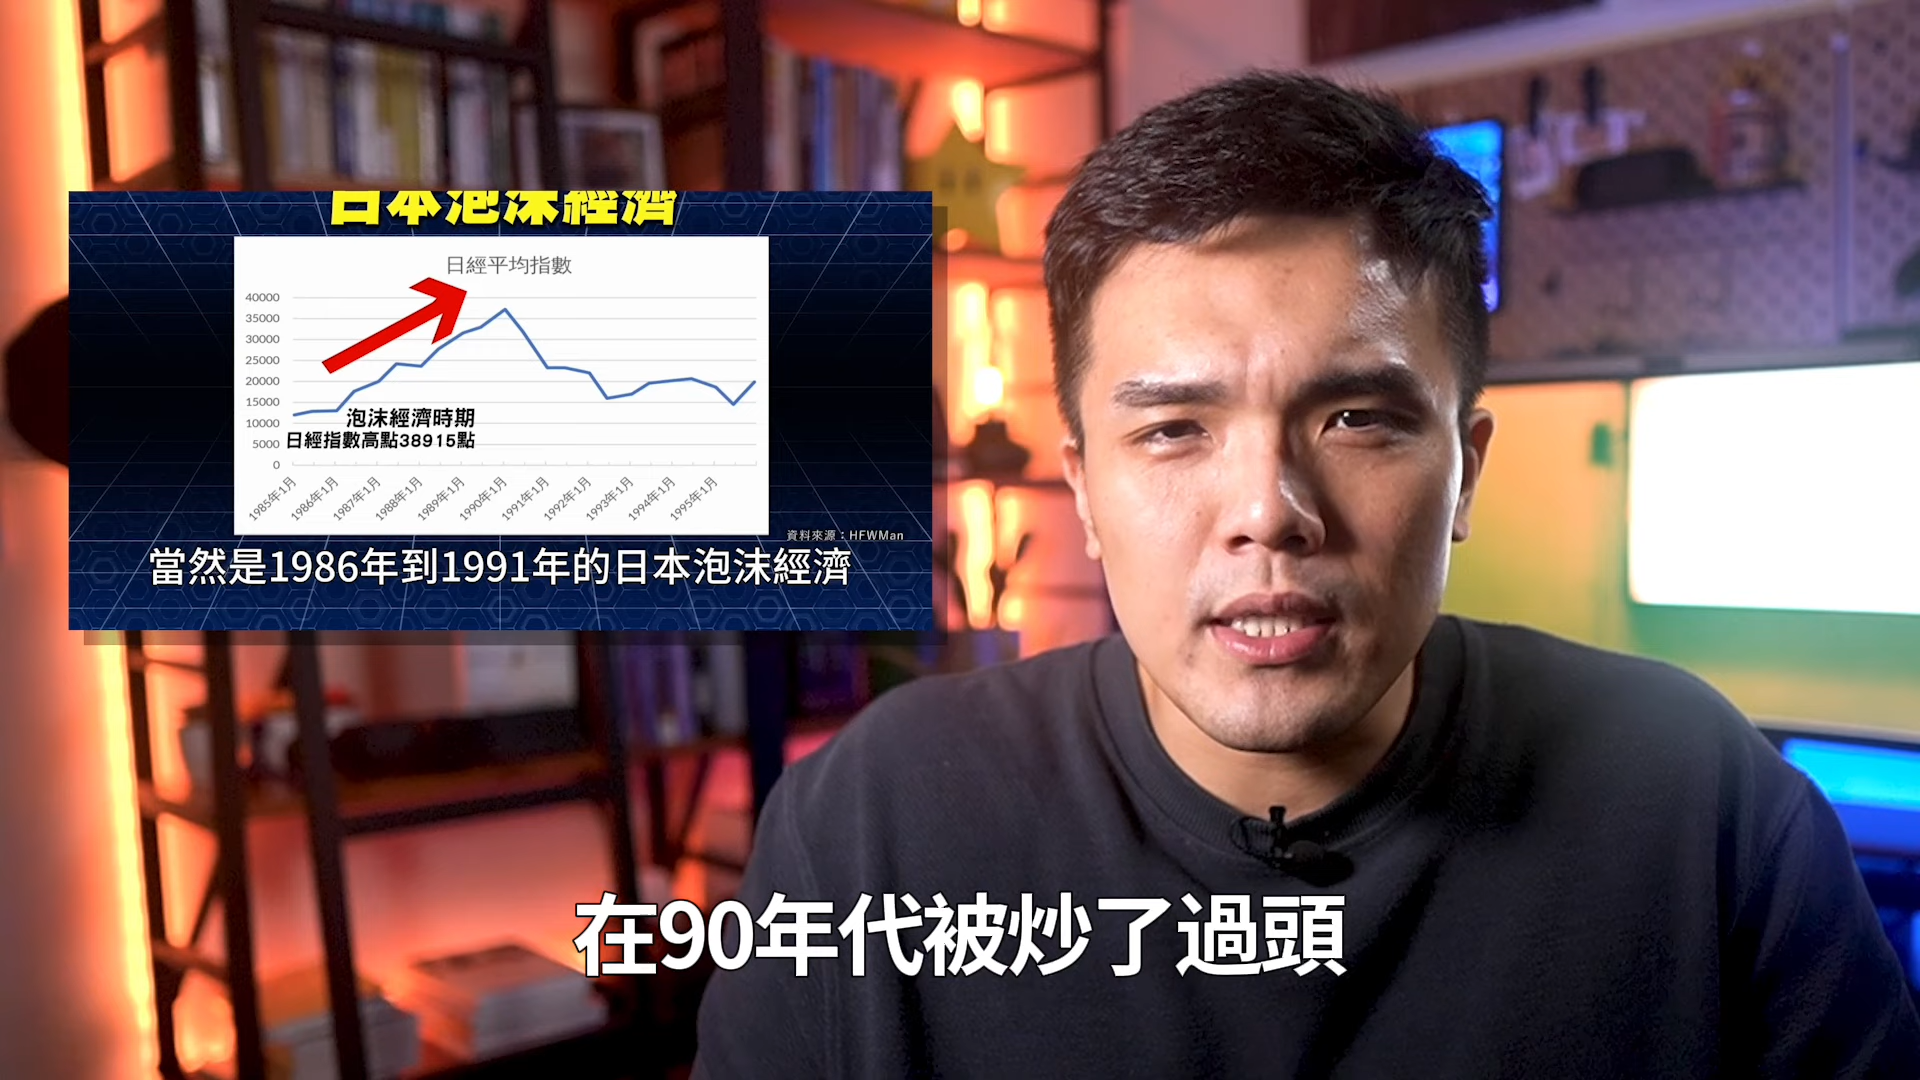 日本泡沫經濟
日經平均指數
40000
35000
30000
25000
20000
15000
10000
5000
0
泡沫經濟時期
日經指數高點38915點
1985年1月
1986年1月
1987年1月
1988年1月
1989年1月
1990年1月
1991年1月
1992年1月
1993年1月
1994年1月
1995年1月
資料來源：HFWMan
當然是1986年到1991年的日本泡沫經濟
在90年代被炒了過頭